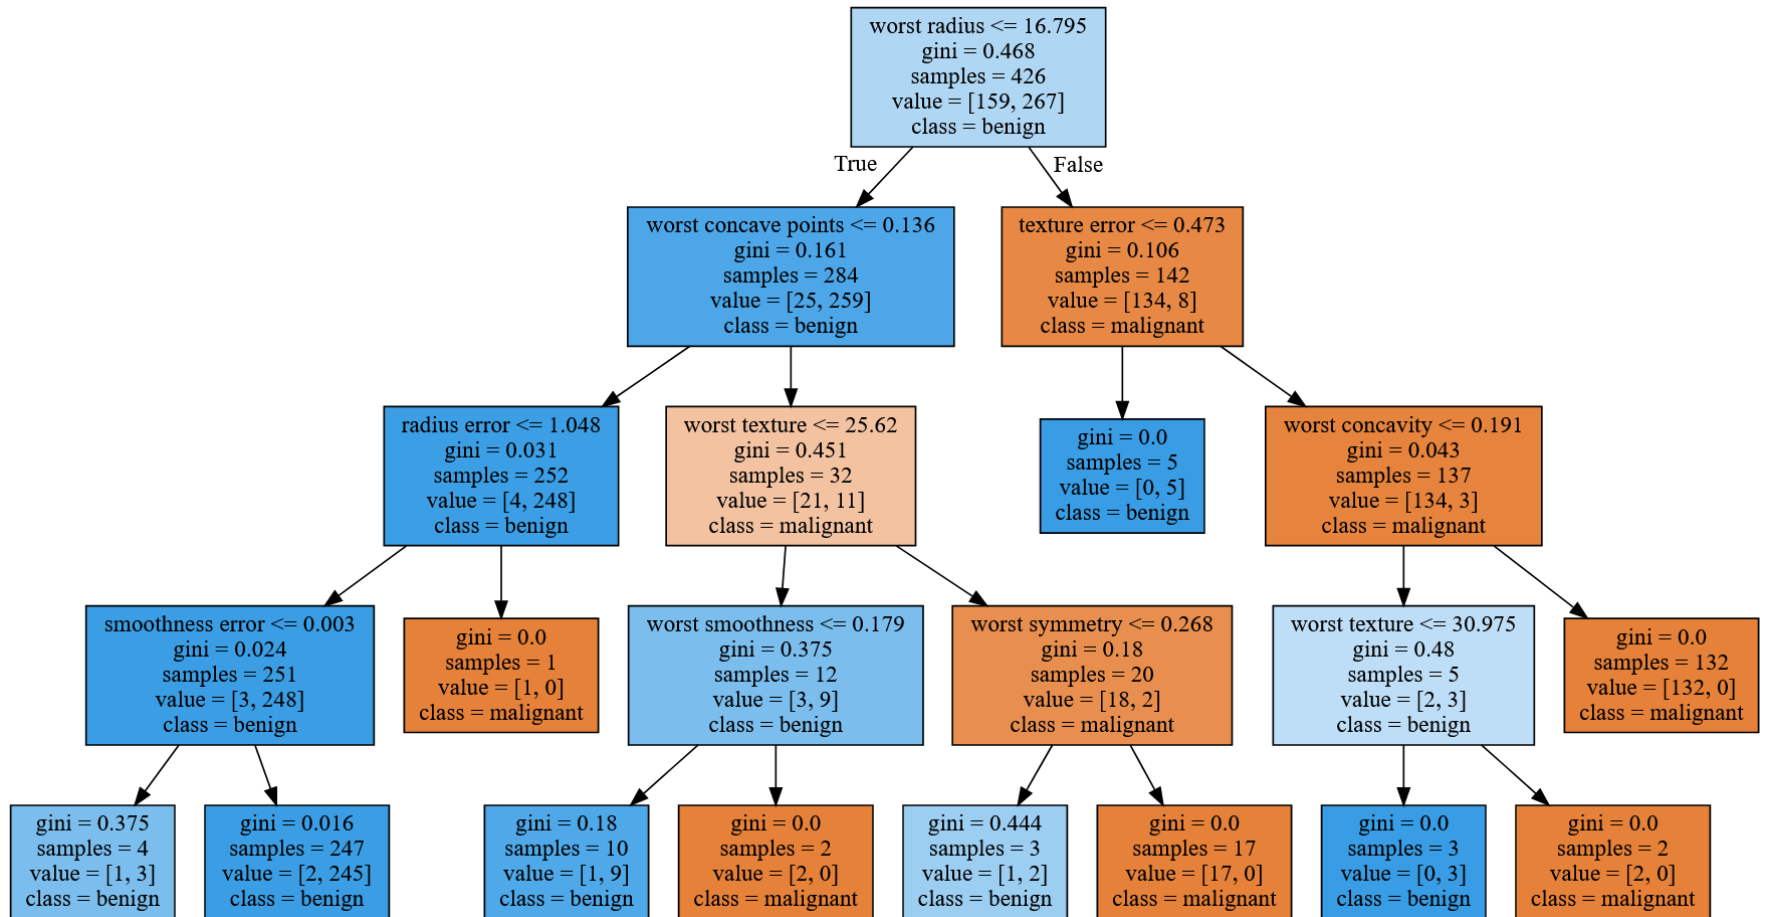 worst radius <= 16.795
gini = 0.468
samples = 426
value = [159, 267]
class = benign
True
False
worst concave points <= 0.136
gini = 0.161
samples = 284
value = [25, 259]
class = benign
texture error <= 0.473
gini = 0.106
samples = 142
value = [134, 8]
class = malignant
radius error <= 1.048
gini = 0.031
samples = 252
value = [4, 248]
class = benign
worst texture <= 25.62
gini = 0.451
samples = 32
value = [21, 11]
class = malignant
gini = 0.0
samples = 5
value = [0, 5]
class = benign
worst concavity <= 0.191
gini = 0.043
samples = 137
value = [134, 3]
class = malignant
smoothness error <= 0.003
gini = 0.024
samples = 251
value = [3, 248]
class = benign
gini = 0.0
samples = 1
value = [1, 0]
class = malignant
worst smoothness <= 0.179
gini = 0.375
samples = 12
value = [3, 9]
class = benign
worst symmetry <= 0.268
gini = 0.18
samples = 20
value = [18, 2]
class = malignant
worst texture <= 30.975
gini = 0.48
samples = 5
value = [2, 3]
class = benign
gini = 0.0
samples = 132
value = [132, 0]
class = malignant
gini = 0.375
samples = 4
value = [1, 3]
class = benign
gini = 0.016
samples = 247
value = [2, 245]
class = benign
gini = 0.18
samples = 10
value = [1, 9]
class = benign
gini = 0.0
samples = 2
value = [2, 0]
class = malignant
gini = 0.444
samples = 3
value = [1, 2]
class = benign
gini = 0.0
samples = 17
value = [17, 0]
class = malignant
gini = 0.0
samples = 3
value = [0, 3]
class = benign
gini = 0.0
samples = 2
value = [2, 0]
class = malignant